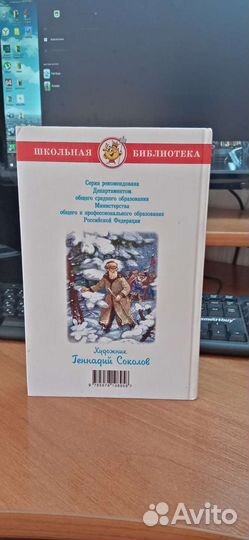 ШКОЛЬНАЯ БИБЛИОТЕКА
Серия рекомендована
Департаментом
общего среднего образования
Министерства
общего и профессионального образования
Российской Федерации
Художник
Геннадий Соколов
Avito